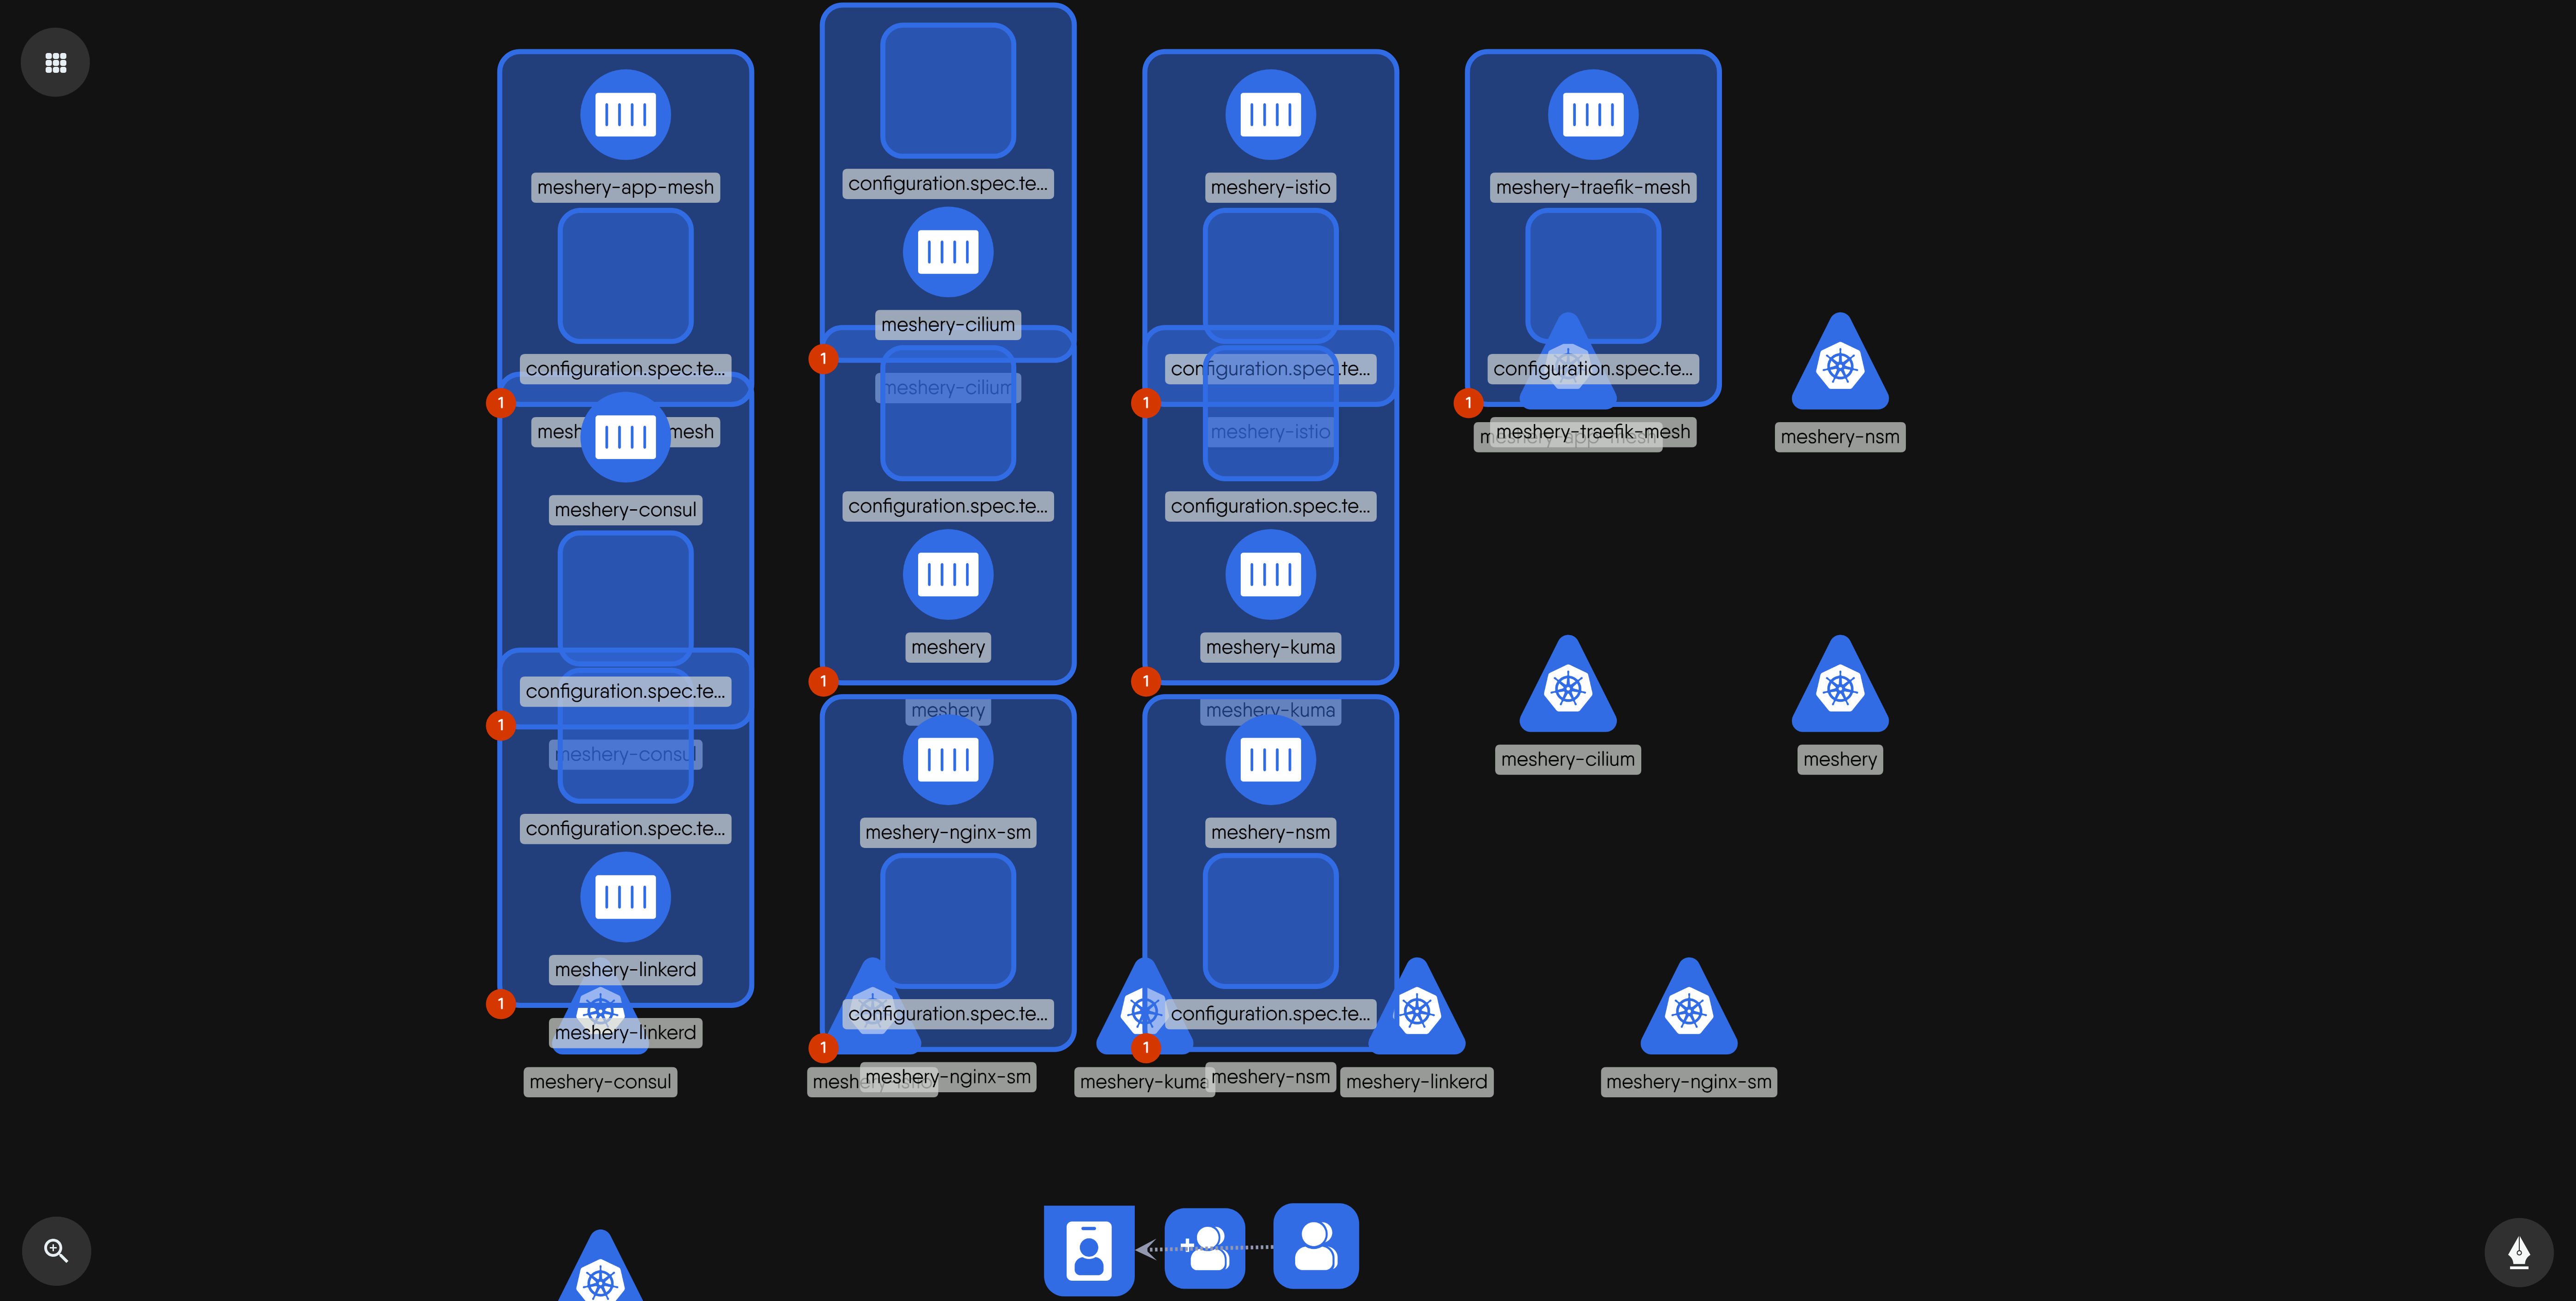 meshery-app-mesh
configuration.spec.te...
1
mesh mesh
meshery-consul
configuration.spec.te...
1
meshery-consul
configuration.spec.te...
meshery-linkerd
1
meshery-linkerd
meshery-consul
configuration.spec.te...
meshery-cilium
1
meshery-cilium
configuration.spec.te...
meshery
1
meshery
meshery-nginx-sm
configuration.spec.te...
1
meshery-nginx-sm
meshery-istio
configuration.spec.te...
1
meshery-istio
configuration.spec.te...
meshery-kuma
1
meshery-kuma
meshery-nsm
configuration.spec.te...
1
meshery-kuma
meshery-nsm
meshery-linkerd
meshery-nginx-sm
meshery-traefik-mesh
configuration.spec.te...
1
meshery-traefik-mesh
meshery-nsm
meshery-cilium
meshery